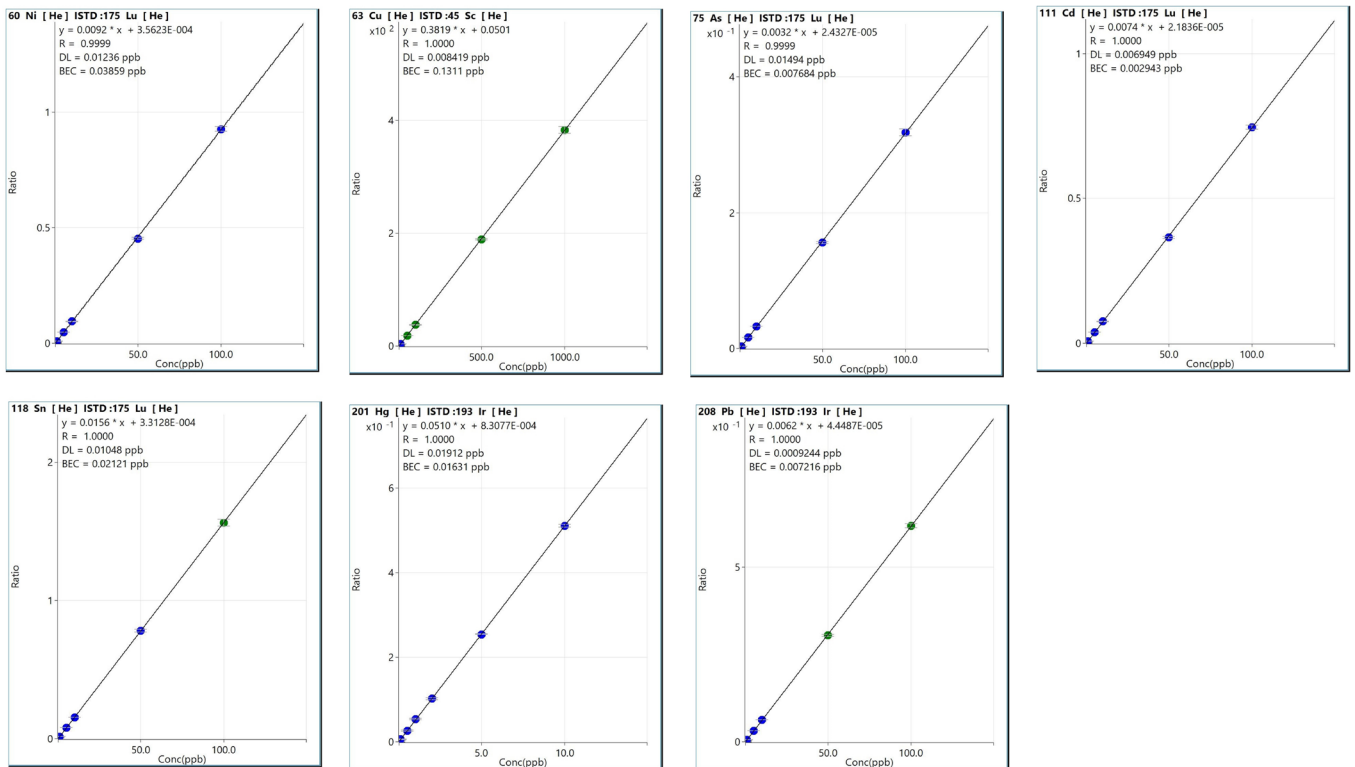 60 Ni [ He ] ISTD :175 Lu [ He ]
y = 0.0092 * x + 3.5623E-004
R = 0.9999
DL = 0.01236 ppb
BEC = 0.03859 ppb
1
0.5
0
Ratio
50.0 100.0
Conc(ppb)
63 Cu [ He ] ISTD :45 Sc [ He ]
x10 2
y = 0.3819 * x + 0.0501
R = 1.0000
DL = 0.008419 ppb
BEC = 0.1311 ppb
4
2
0
Ratio
500.0 1000.0
Conc(ppb)
75 As [ He ] ISTD :175 Lu [ He ]
x10 -1
y = 0.0032 * x + 2.4327E-005
R = 0.9999
DL = 0.01494 ppb
BEC = 0.007684 ppb
4
2
0
Ratio
50.0 100.0
Conc(ppb)
111 Cd [ He ] ISTD :175 Lu [ He ]
y = 0.0074 * x + 2.1836E-005
R = 1.0000
DL = 0.006949 ppb
BEC = 0.002943 ppb
1
0.5
0
Ratio
50.0 100.0
Conc(ppb)
118 Sn [ He ] ISTD :175 Lu [ He ]
y = 0.0156 * x + 3.3128E-004
R = 1.0000
DL = 0.01048 ppb
BEC = 0.02121 ppb
2
1
0
Ratio
50.0 100.0
Conc(ppb)
201 Hg [ He ] ISTD :193 Ir [ He ]
x10 -1
y = 0.0510 * x + 8.3077E-004
R = 1.0000
DL = 0.01912 ppb
BEC = 0.01631 ppb
6
4
2
0
Ratio
5.0 10.0
Conc(ppb)
208 Pb [ He ] ISTD :193 Ir [ He ]
x10 -1
y = 0.0062 * x + 4.4487E-005
R = 1.0000
DL = 0.0009244 ppb
BEC = 0.007216 ppb
5
0
Ratio
50.0 100.0
Conc(ppb)